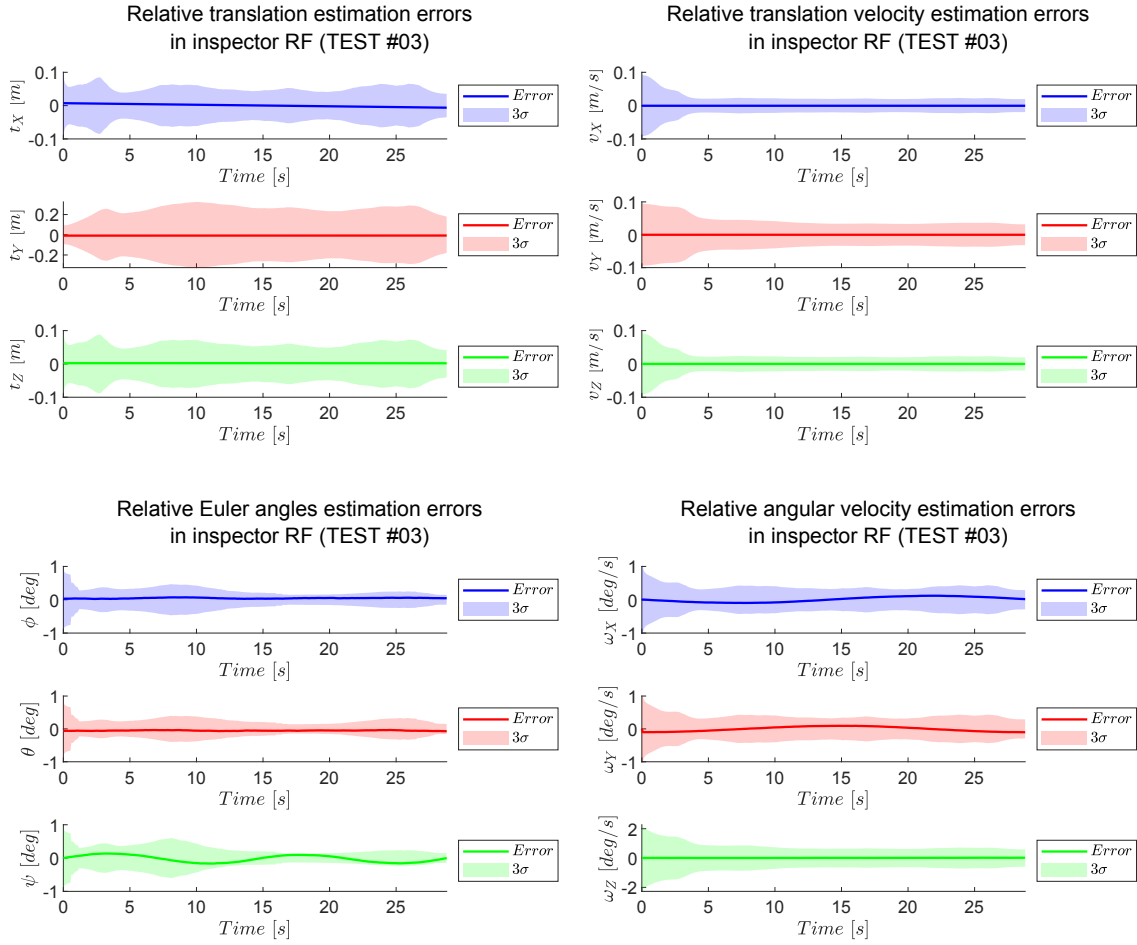 Relative translation estimation errors
in inspector RF (TEST #03)
0.1
0
-0.1
t_X [m]
0 5 10 15 20 25
Time [s]
Error
3σ
0.2
0
-0.2
t_Y [m]
0 5 10 15 20 25
Time [s]
Error
3σ
0.1
0
-0.1
t_Z [m]
0 5 10 15 20 25
Time [s]
Error
3σ
Relative translation velocity estimation errors
in inspector RF (TEST #03)
0.1
0
-0.1
v_X [m/s]
0 5 10 15 20 25
Time [s]
Error
3σ
0.1
0
-0.1
v_Y [m/s]
0 5 10 15 20 25
Time [s]
Error
3σ
0.1
0
-0.1
v_Z [m/s]
0 5 10 15 20 25
Time [s]
Error
3σ
Relative Euler angles estimation errors
in inspector RF (TEST #03)
1
0
-1
ϕ [deg]
0 5 10 15 20 25
Time [s]
Error
3σ
1
0
-1
θ [deg]
0 5 10 15 20 25
Time [s]
Error
3σ
1
0
-1
ψ [deg]
0 5 10 15 20 25
Time [s]
Error
3σ
Relative angular velocity estimation errors
in inspector RF (TEST #03)
1
0
-1
ω_X [deg/s]
0 5 10 15 20 25
Time [s]
Error
3σ
1
0
-1
ω_Y [deg/s]
0 5 10 15 20 25
Time [s]
Error
3σ
2
0
-2
ω_Z [deg/s]
0 5 10 15 20 25
Time [s]
Error
3σ